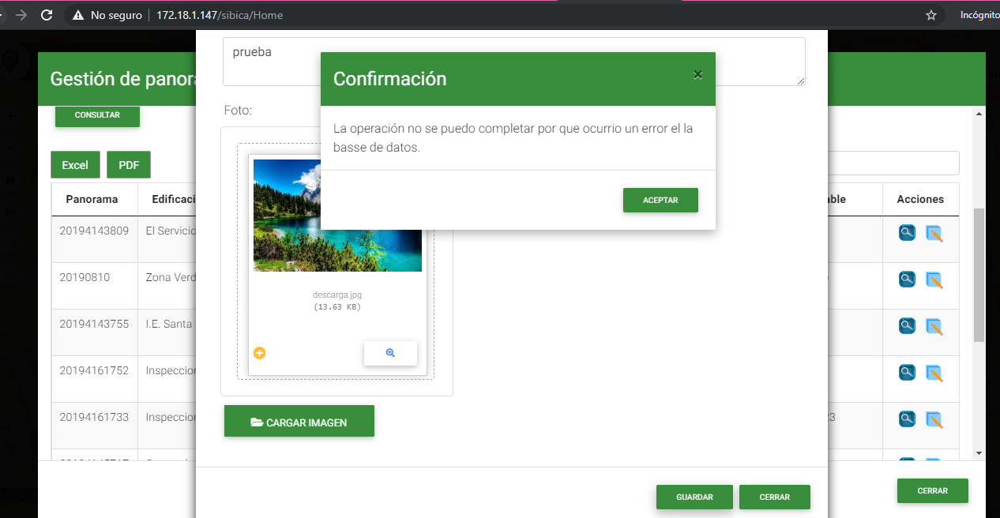 No seguro
172.18.1.147/sibica/Home
Incógnito
prueba
Gestión de panora
Confirmación
×
CONSULTAR
Foto:
La operación no se puedo completar por que ocurrio un error el la
basse de datos.
ACEPTAR
Excel
PDF
Panorama
Edificaci
ble
Acciones
20194143809
El Servicio
20190810
Zona Verd
descarga.jpg
(13.63 KB)
20194143755
I.E. Santa
20194161752
Inspeccion
20194161733
Inspeccion
3
CARGAR IMAGEN
GUARDAR
CERRAR
CERRAR